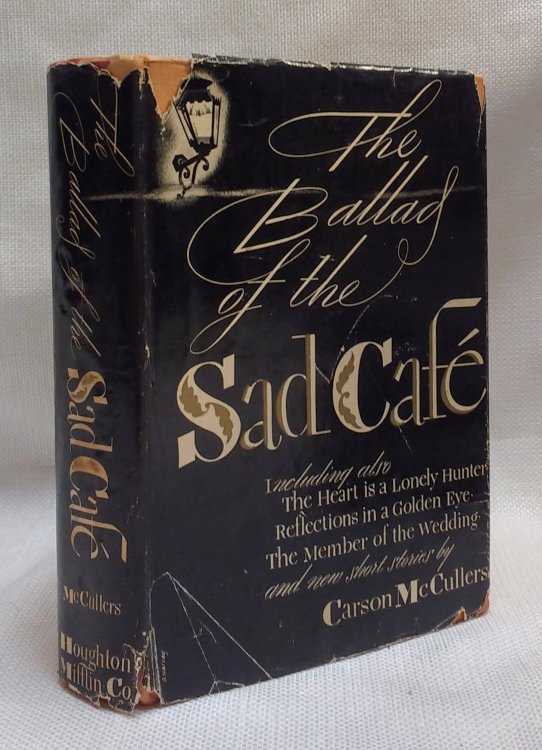 The
Ballad
of the
Sad Café
Including also
The Heart is a Lonely Hunter
Reflections in a Golden Eye·
The Member of the Wedding·
and new short stories by
Carson McCullers
The Ballad of the Sad Café
McCullers
Houghton
Mifflin Co.